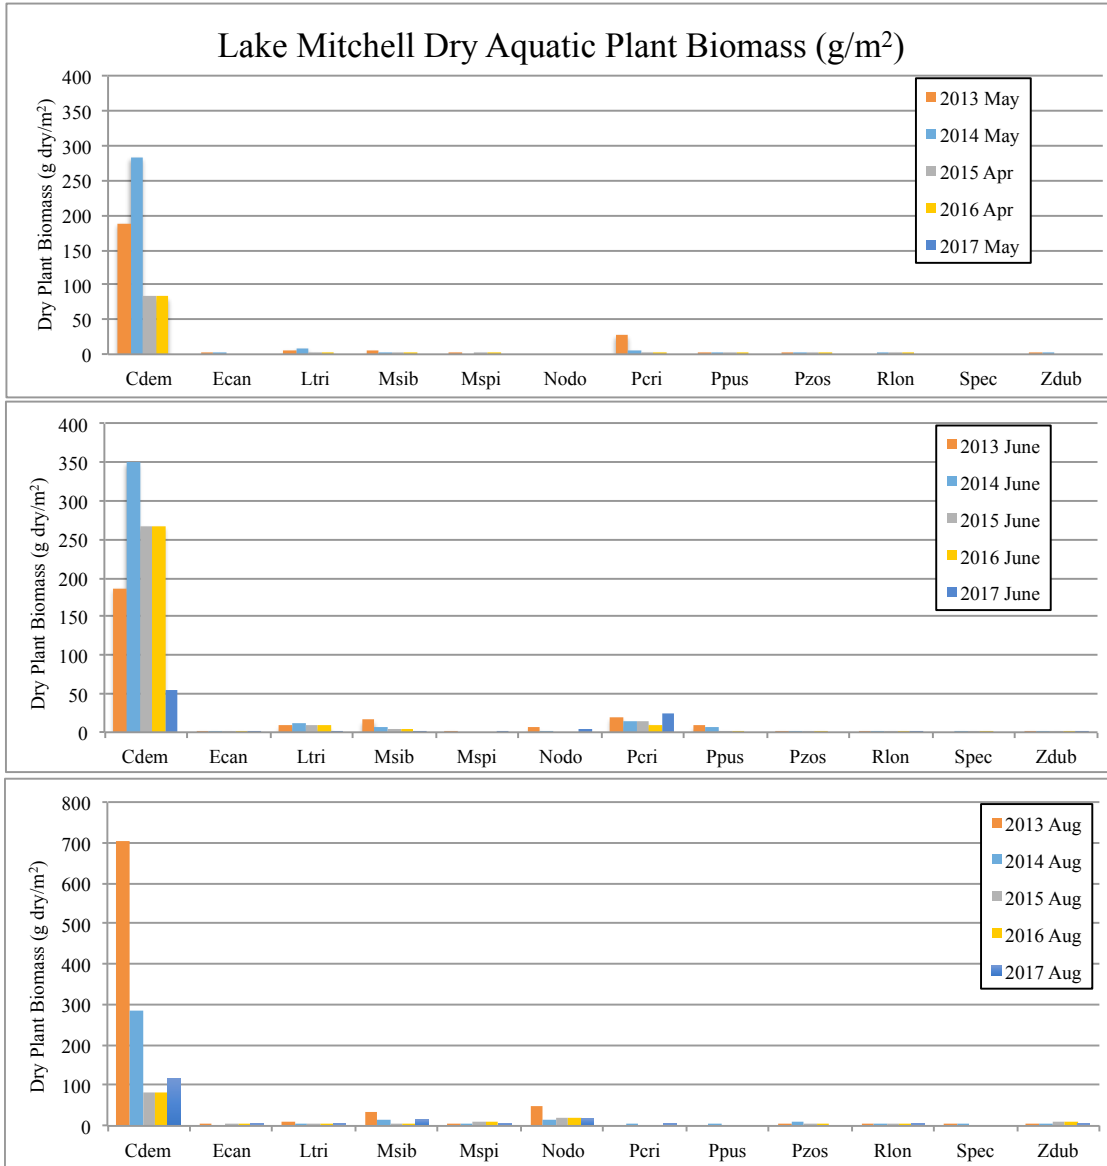 Lake Mitchell Dry Aquatic Plant Biomass (g/m²)
Dry Plant Biomass (g dry/m²)
400
350
300
250
200
150
100
50
0
2013 May
2014 May
2015 Apr
2016 Apr
2017 May
Cdem Ecan Ltri Msib Mspi Nodo Pcri Ppus Pzos Rlon Spec Zdub
Dry Plant Biomass (g dry/m²)
400
350
300
250
200
150
100
50
0
2013 June
2014 June
2015 June
2016 June
2017 June
Cdem Ecan Ltri Msib Mspi Nodo Pcri Ppus Pzos Rlon Spec Zdub
Dry Plant Biomass (g dry/m²)
800
700
600
500
400
300
200
100
0
2013 Aug
2014 Aug
2015 Aug
2016 Aug
2017 Aug
Cdem Ecan Ltri Msib Mspi Nodo Pcri Ppus Pzos Rlon Spec Zdub